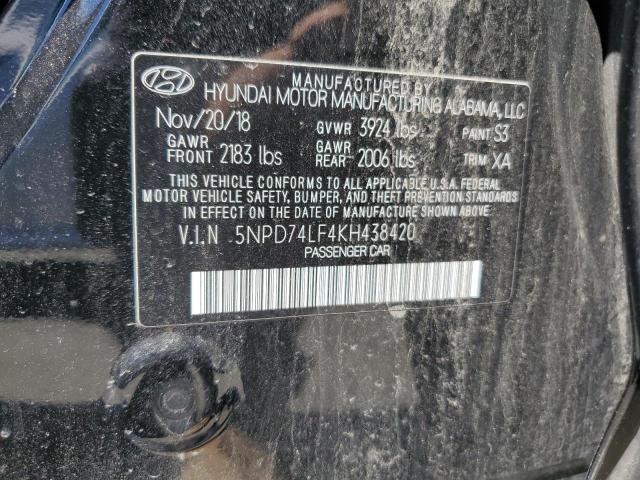 MANUFACTURED BY
HYUNDAI MOTOR MANUFACTURING ALABAMA, LLC
Nov/20/18 GVWR 3924 lbs PAINT S3
GAWR FRONT 2183 lbs GAWR REAR 2006 lbs TRIM XA
THIS VEHICLE CONFORMS TO ALL APPLICABLE U.S.A. FEDERAL
MOTOR VEHICLE SAFETY, BUMPER, AND THEFT PREVENTION STANDARDS
IN EFFECT ON THE DATE OF MANUFACTURE SHOWN ABOVE.
V.I.N 5NPD74LF4KH438420
PASSENGER CAR